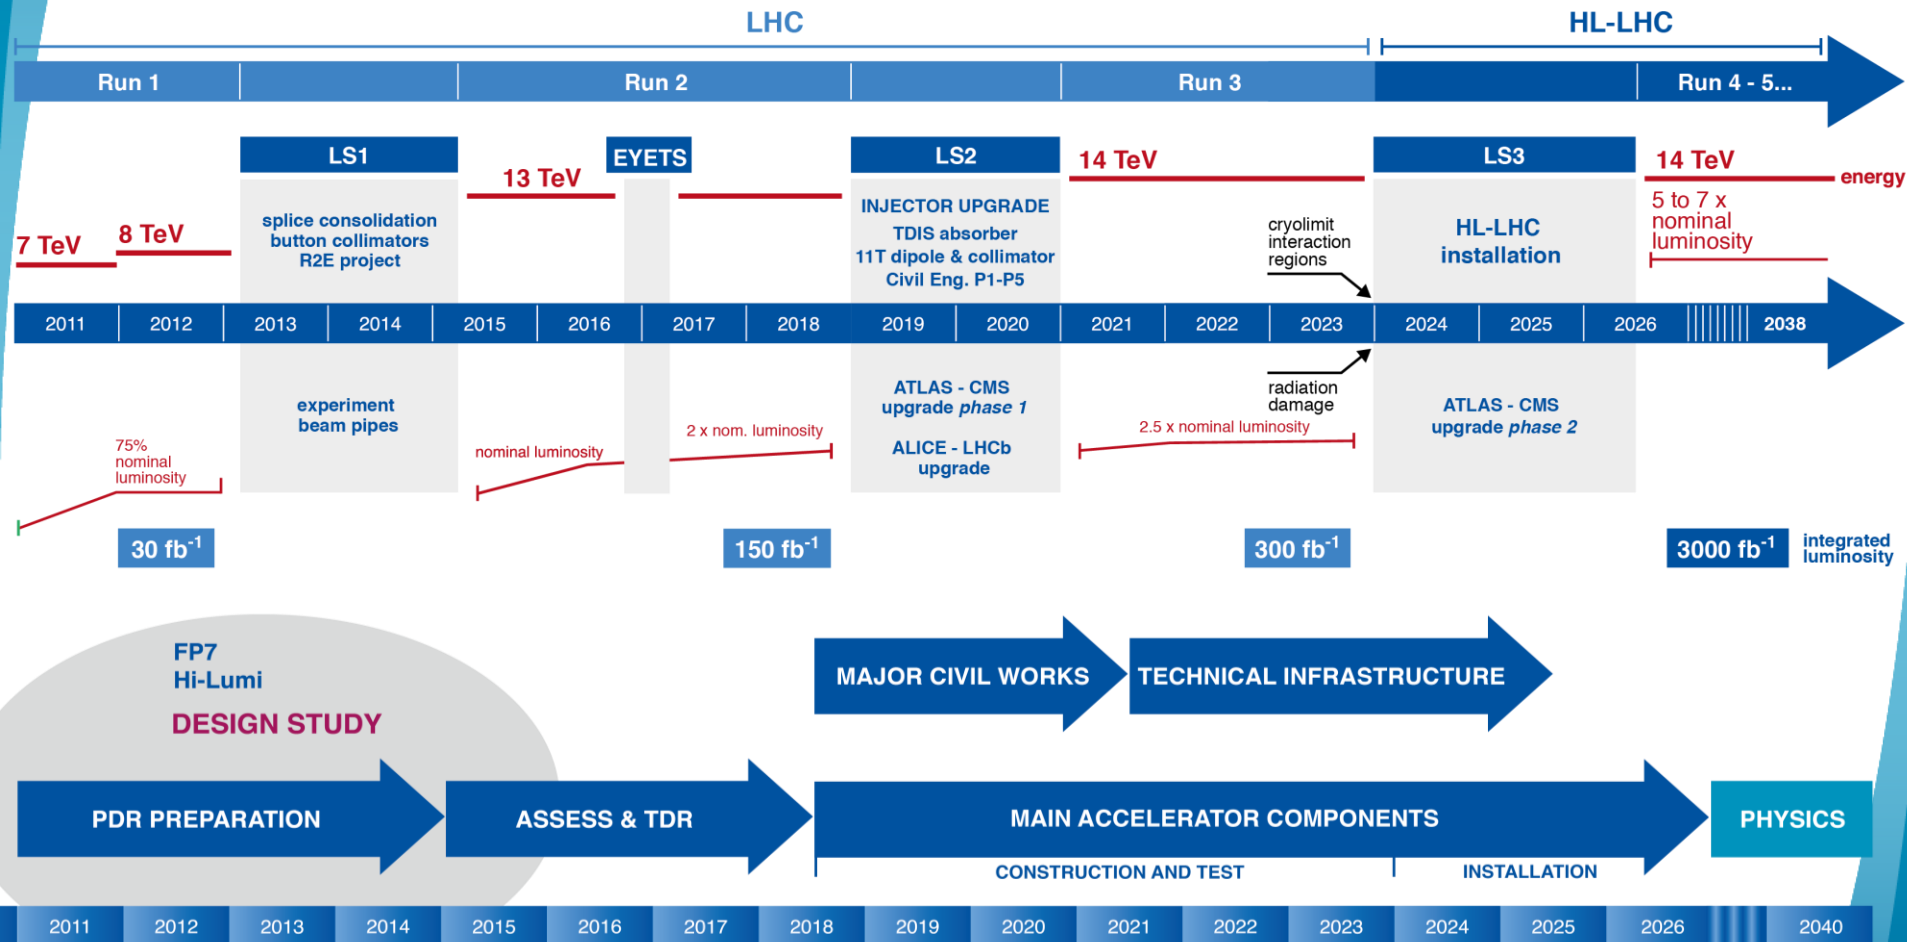 LHC
HL-LHC
Run 1
Run 2
Run 3
Run 4 - 5...
LS1
EYETS
LS2
LS3
14 TeV
14 TeV
energy
13 TeV
8 TeV
7 TeV
splice consolidation
button collimators
R2E project
INJECTOR UPGRADE
TDIS absorber
11T dipole & collimator
Civil Eng. P1-P5
cryolimit
interaction
regions
HL-LHC
installation
5 to 7 x
nominal
luminosity
2011
2012
2013
2014
2015
2016
2017
2018
2019
2020
2021
2022
2023
2024
2025
2026
2038
experiment
beam pipes
ATLAS - CMS
upgrade phase 1
ALICE - LHCb
upgrade
radiation
damage
ATLAS - CMS
upgrade phase 2
75%
nominal
luminosity
nominal luminosity
2 x nom. luminosity
2.5 x nominal luminosity
30 fb-1
150 fb-1
300 fb-1
3000 fb-1
integrated
luminosity
FP7
Hi-Lumi
DESIGN STUDY
MAJOR CIVIL WORKS
TECHNICAL INFRASTRUCTURE
PDR PREPARATION
ASSESS & TDR
MAIN ACCELERATOR COMPONENTS
PHYSICS
CONSTRUCTION AND TEST
INSTALLATION
2011
2012
2013
2014
2015
2016
2017
2018
2019
2020
2021
2022
2023
2024
2025
2026
2040